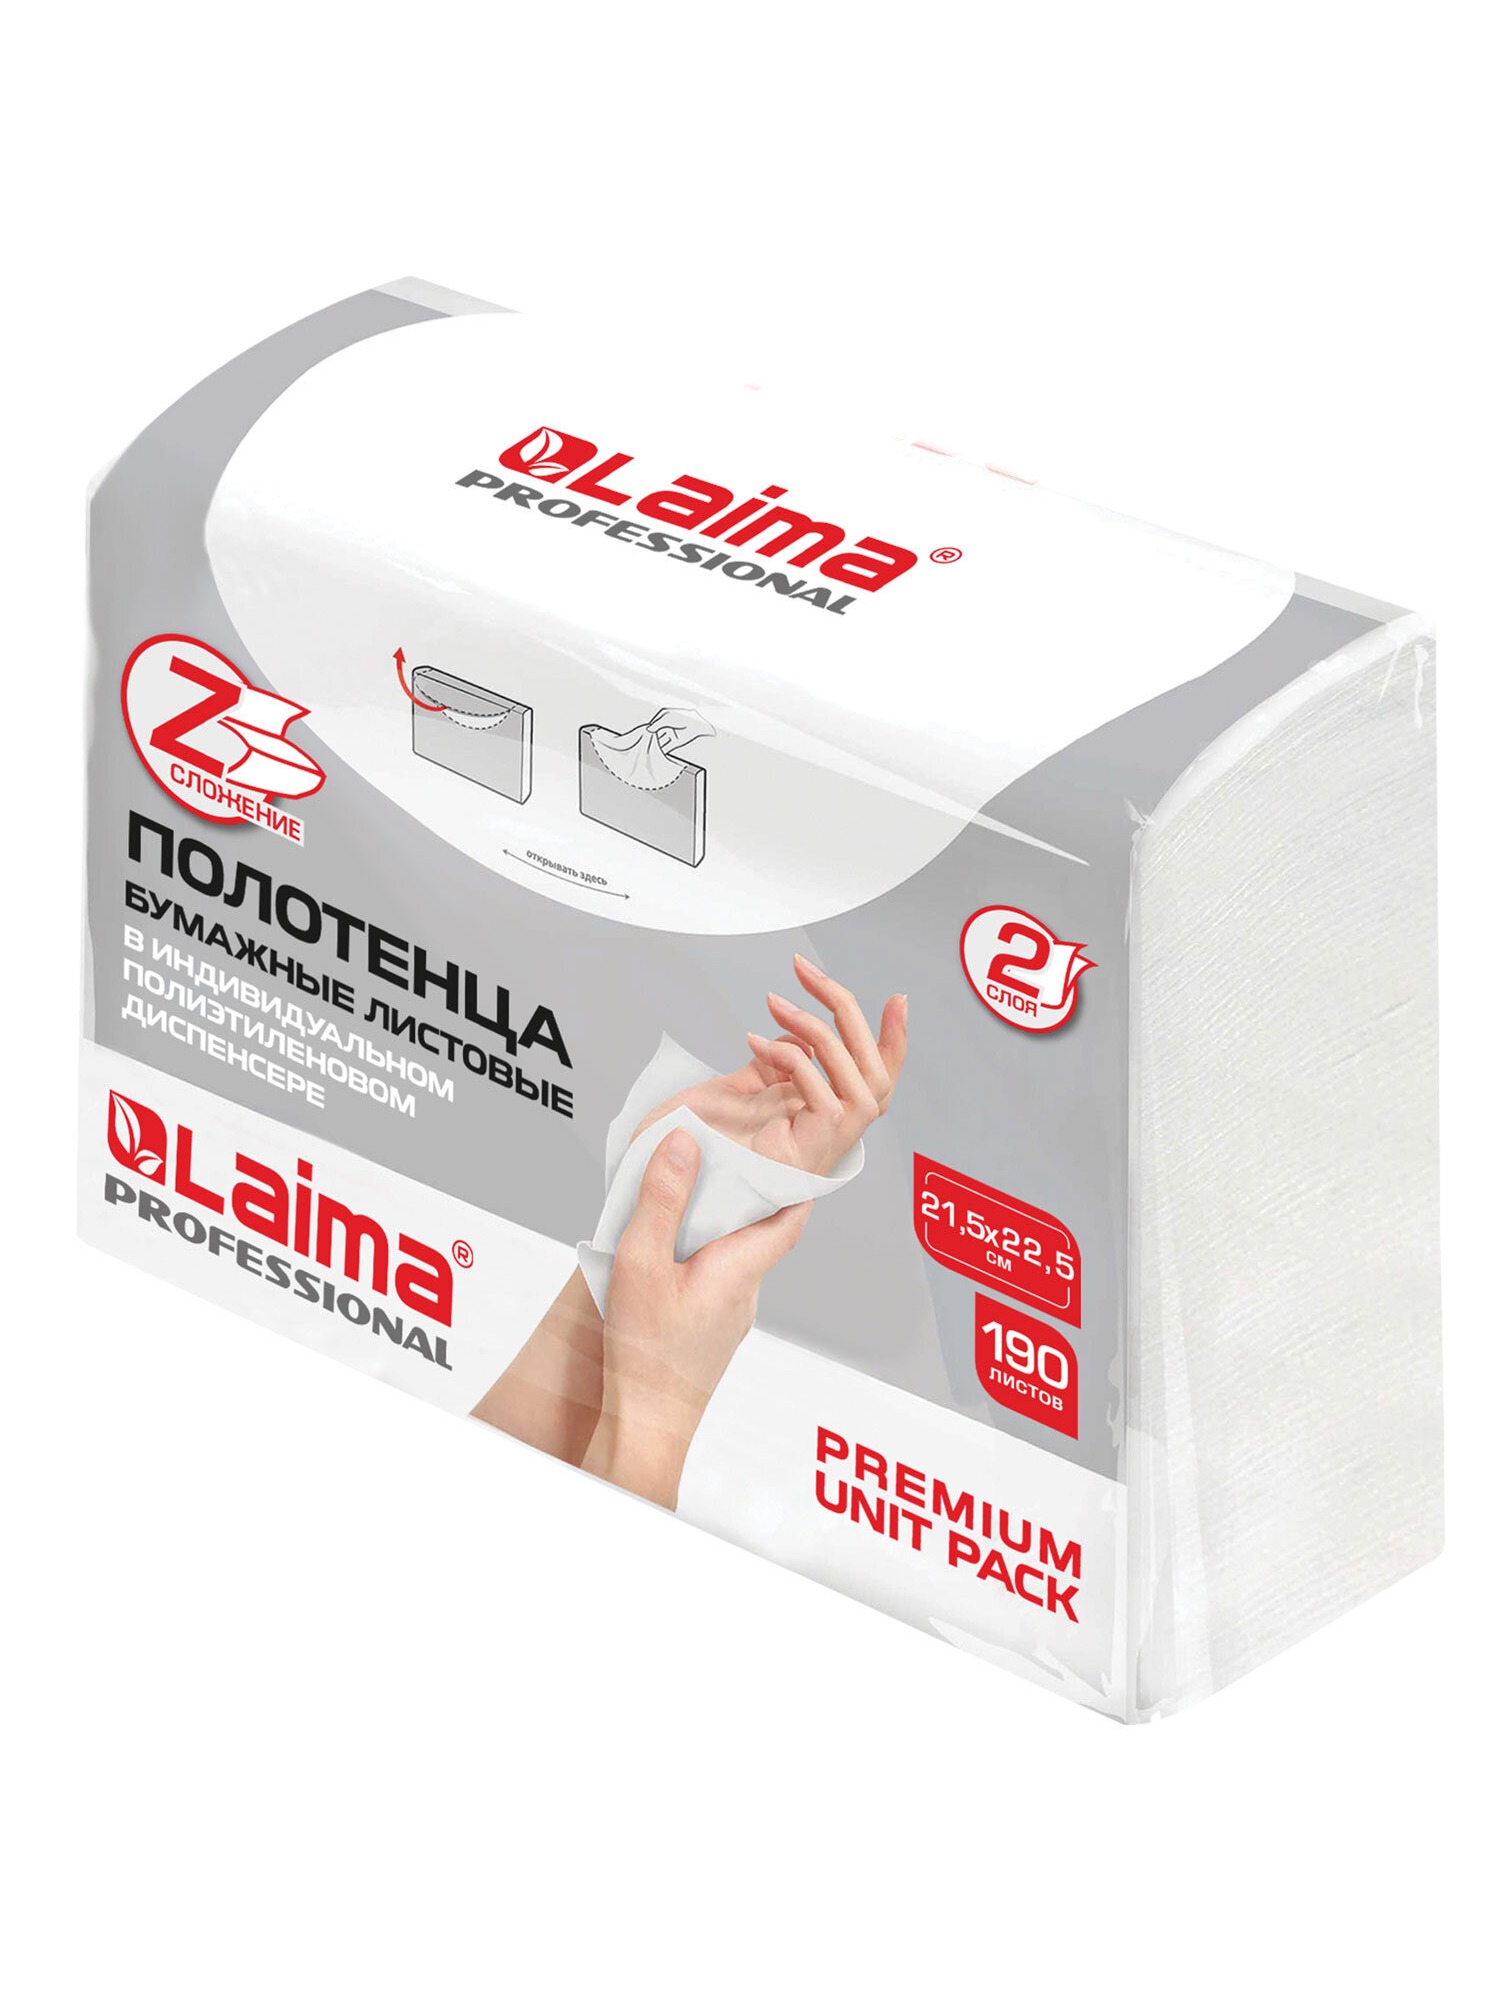 Laima®
PROFESSIONAL
Z
СЛОЖЕНИЕ
открывать здесь
ПОЛОТЕНЦА
БУМАЖНЫЕ ЛИСТОВЫЕ
В ИНДИВИДУАЛЬНОМ
ПОЛИЭТИЛЕНОВОМ
ДИСПЕНСЕРЕ
2
СЛОЯ
Laima®
PROFESSIONAL
21,5x22,5
СМ
190
ЛИСТОВ
PREMIUM
UNIT PACK